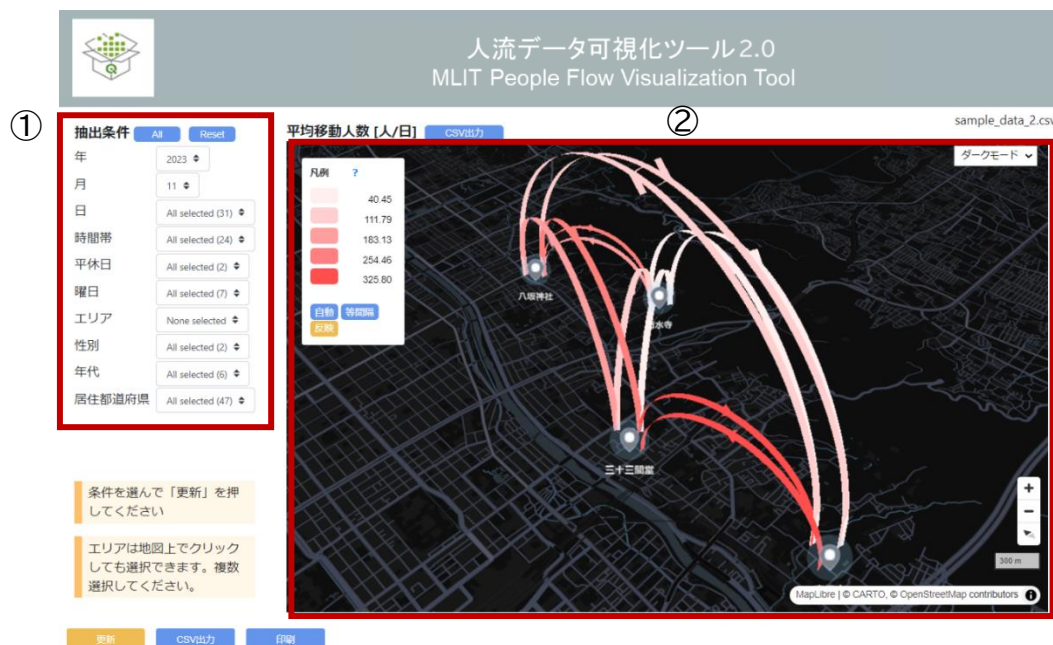 人流データ可視化ツール2.0
MLIT People Flow Visualization Tool
①
②
sample_data_2.csv
抽出条件 All Reset
年 2023
月 11
日 All selected (31)
時間帯 All selected (24)
平休日 All selected (2)
曜日 All selected (7)
エリア None selected
性別 All selected (2)
年代 All selected (6)
居住都道府県 All selected (47)
条件を選んで「更新」を押
してください
エリアは地図上でクリック
しても選択できます。複数
選択してください。
更新 CSV出力 印刷
平均移動人数 [人/日] CSV出力
ダークモード
凡例 ?
40.45
111.79
183.13
254.46
325.80
自動 等間隔
反映
八坂神社
清水寺
三十三間堂
300 m
MapLibre | © CARTO, © OpenStreetMap contributors